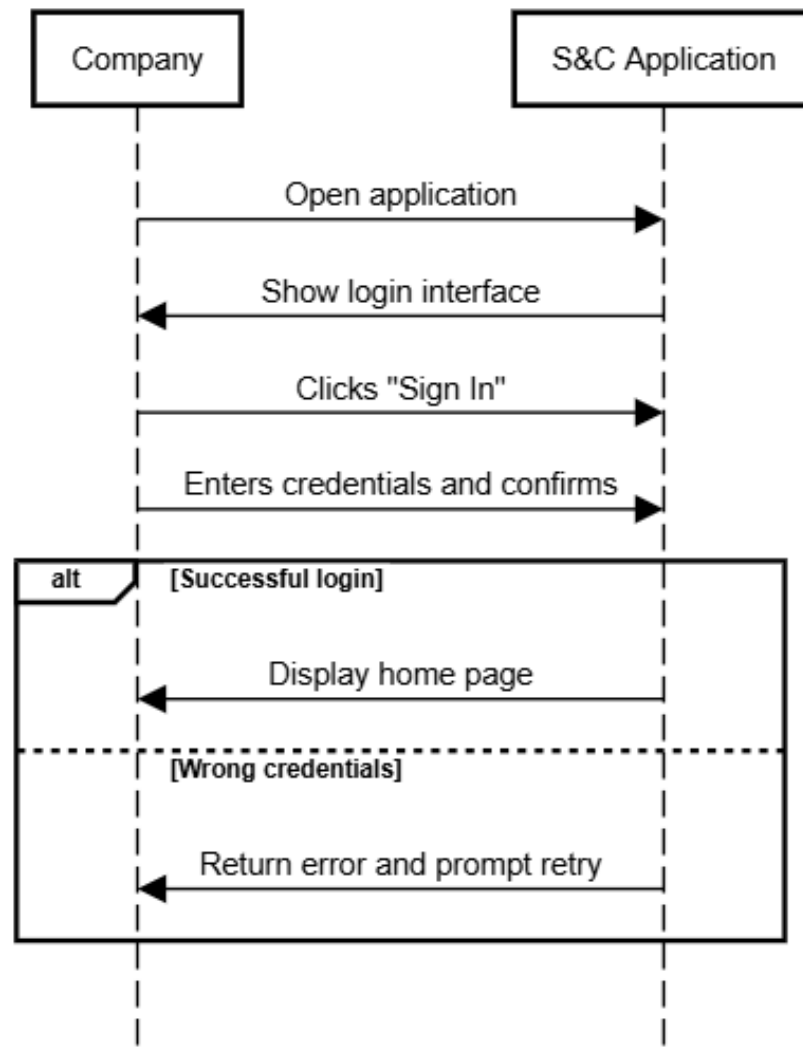 Company
S&C Application
Open application
Show login interface
Clicks "Sign In"
Enters credentials and confirms
alt
[Successful login]
Display home page
[Wrong credentials]
Return error and prompt retry